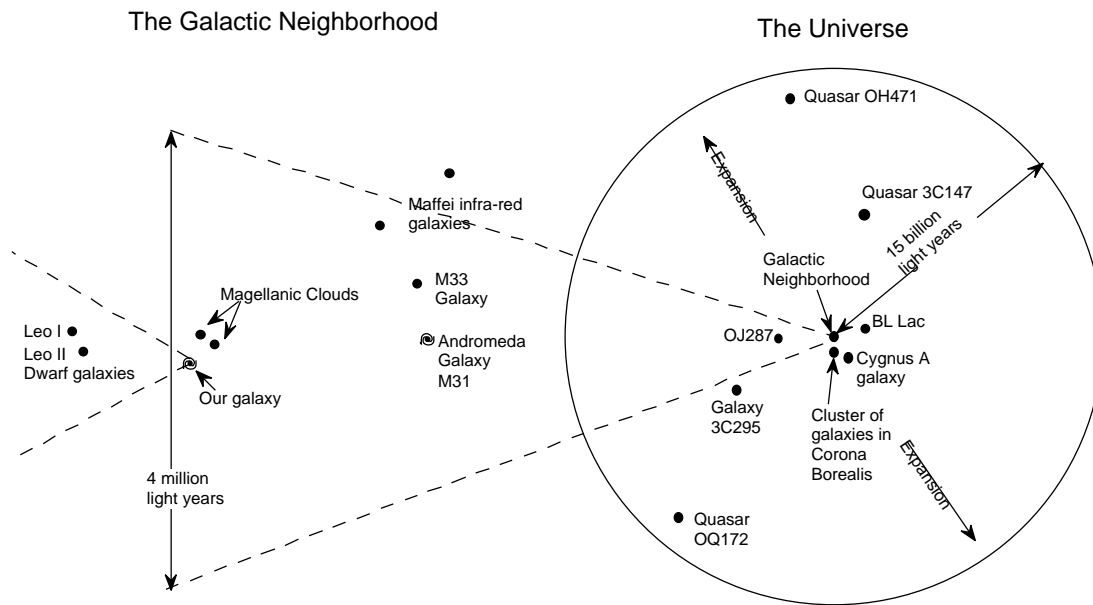 The Galactic Neighborhood
The Universe
Quasar OH471
Expansion
Maffei infra-red
galaxies
Quasar 3C147
15 billion
light years
Galactic
Neighborhood
M33
Galaxy
Magellanic Clouds
Leo I
Leo II
Dwarf galaxies
Our galaxy
Andromeda
Galaxy
M31
OJ287
BL Lac
Cygnus A
galaxy
Galaxy
3C295
Cluster of
galaxies in
Corona
Borealis
Expansion
4 million
light years
Quasar
OQ172